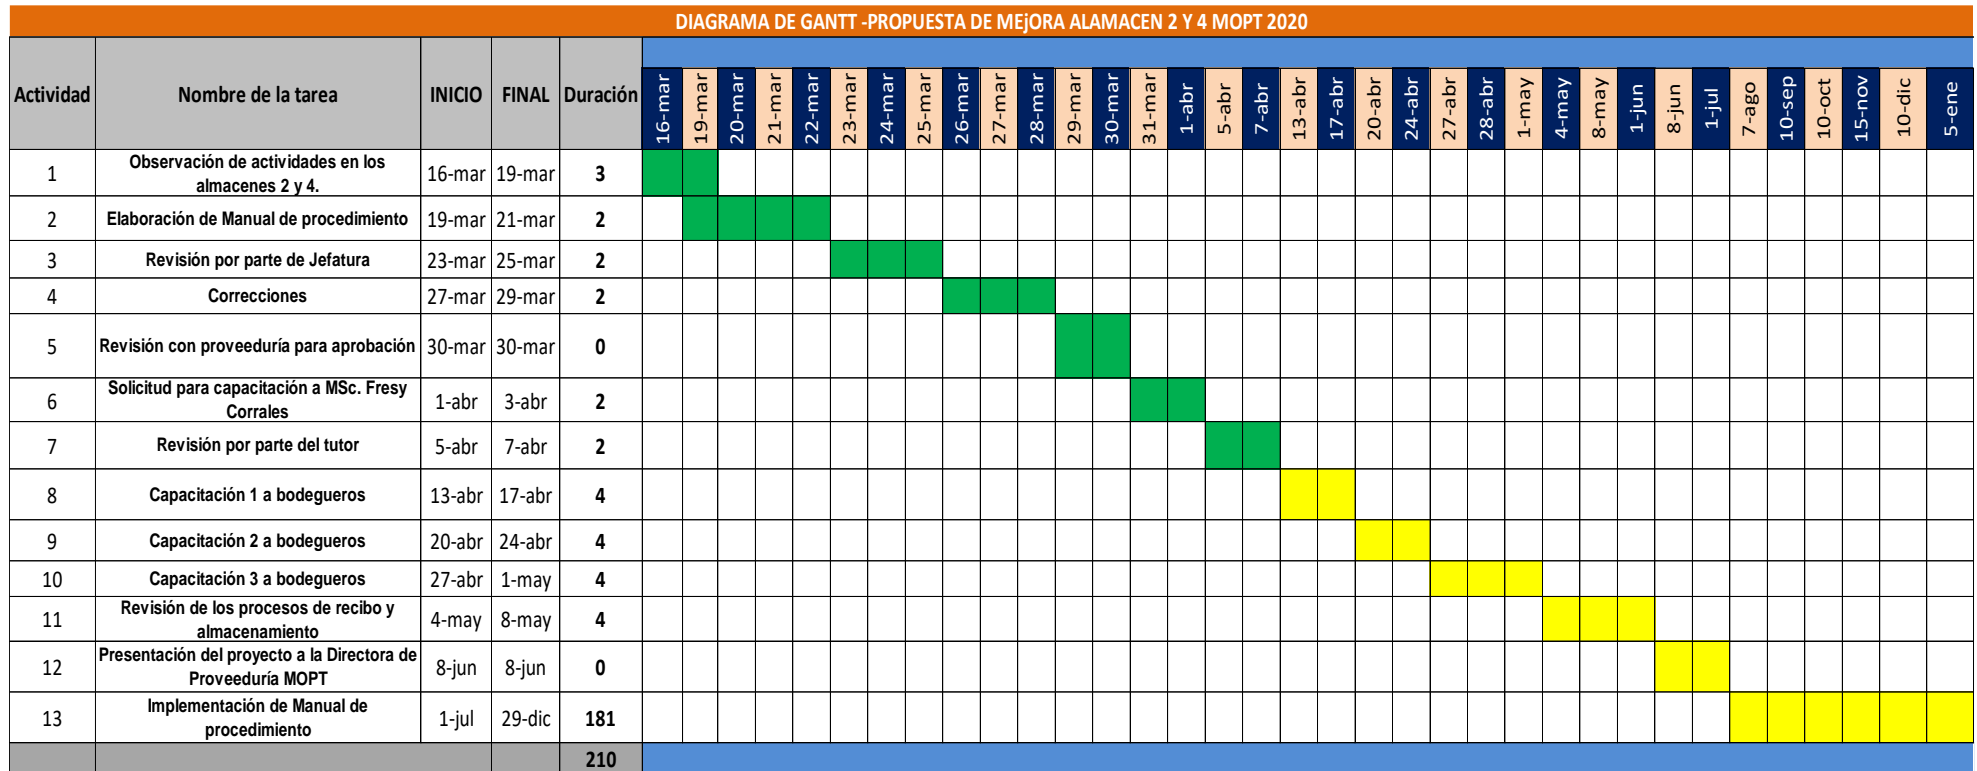 DIAGRAMA DE GANTT -PROPUESTA DE MEjORA ALAMACEN 2 Y 4 MOPT 2020
Actividad Nombre de la tarea INICIO FINAL Duración 16-mar 19-mar 20-mar 21-mar 22-mar 23-mar 24-mar 25-mar 26-mar 27-mar 28-mar 29-mar 30-mar 31-mar 1-abr 5-abr 7-abr 13-abr 17-abr 20-abr 24-abr 27-abr 28-abr 1-may 4-may 8-may 1-jun 8-jun 1-jul 7-ago 10-sep 10-oct 15-nov 10-dic 5-ene
1 Observación de actividades en los
almacenes 2 y 4. 16-mar 19-mar 3
2 Elaboración de Manual de procedimiento 19-mar 21-mar 2
3 Revisión por parte de Jefatura 23-mar 25-mar 2
4 Correcciones 27-mar 29-mar 2
5 Revisión con proveeduría para aprobación 30-mar 30-mar 0
6 Solicitud para capacitación a MSc. Fresy
Corrales 1-abr 3-abr 2
7 Revisión por parte del tutor 5-abr 7-abr 2
8 Capacitación 1 a bodegueros 13-abr 17-abr 4
9 Capacitación 2 a bodegueros 20-abr 24-abr 4
10 Capacitación 3 a bodegueros 27-abr 1-may 4
11 Revisión de los procesos de recibo y
almacenamiento 4-may 8-may 4
12 Presentación del proyecto a la Directora de
Proveeduría MOPT 8-jun 8-jun 0
13 Implementación de Manual de
procedimiento 1-jul 29-dic 181
210